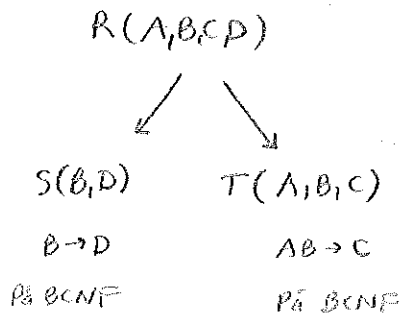 R(A,B,C,D)
S(B,D) T(A,B,C)
B→D AB→C
På BCNF På BCNF